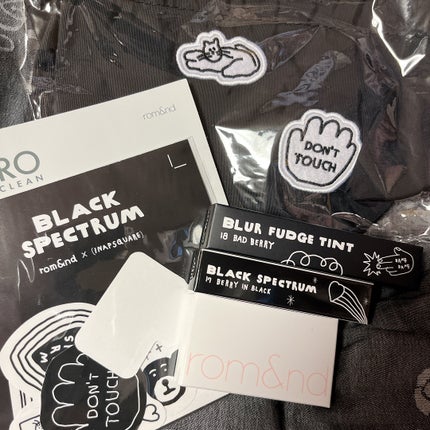 rom&nd
RO
CLEAN
BLACK
SPECTRUM
rom&nd × (INAPSQUARE)
DON'T
TOUCH
BLUR FUDGE TINT
18 BAD BERRY
BLACK SPECTRUM
BERRY IN BLACK
rom&nd
DON'T
TOUCH